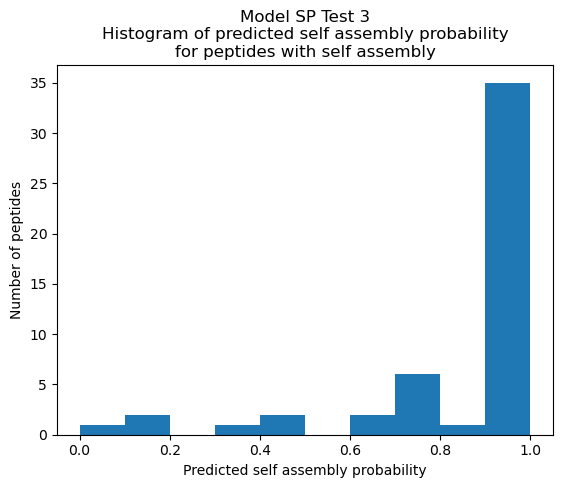 Model SP Test 3
Histogram of predicted self assembly probability
for peptides with self assembly
35
30
25
20
15
10
5
0
Number of peptides
0.0 0.2 0.4 0.6 0.8 1.0
Predicted self assembly probability